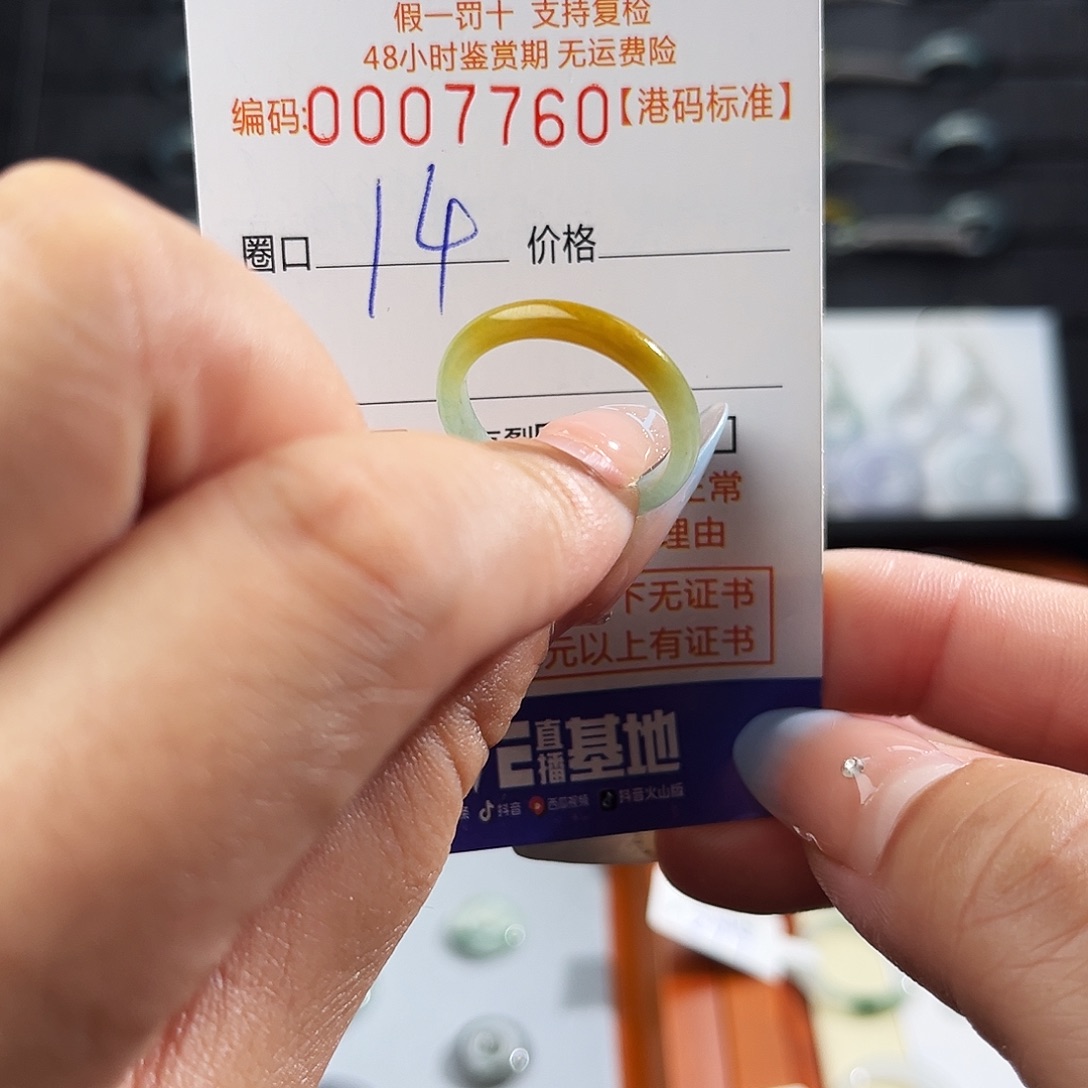 假一罚十 支持复检
48小时鉴赏期 无运费险
编码:0007760【港码标准】
圈口 14 价格
常
理由
下无证书
元以上有证书
直播基地
抖音 西瓜视频 抖音火山版